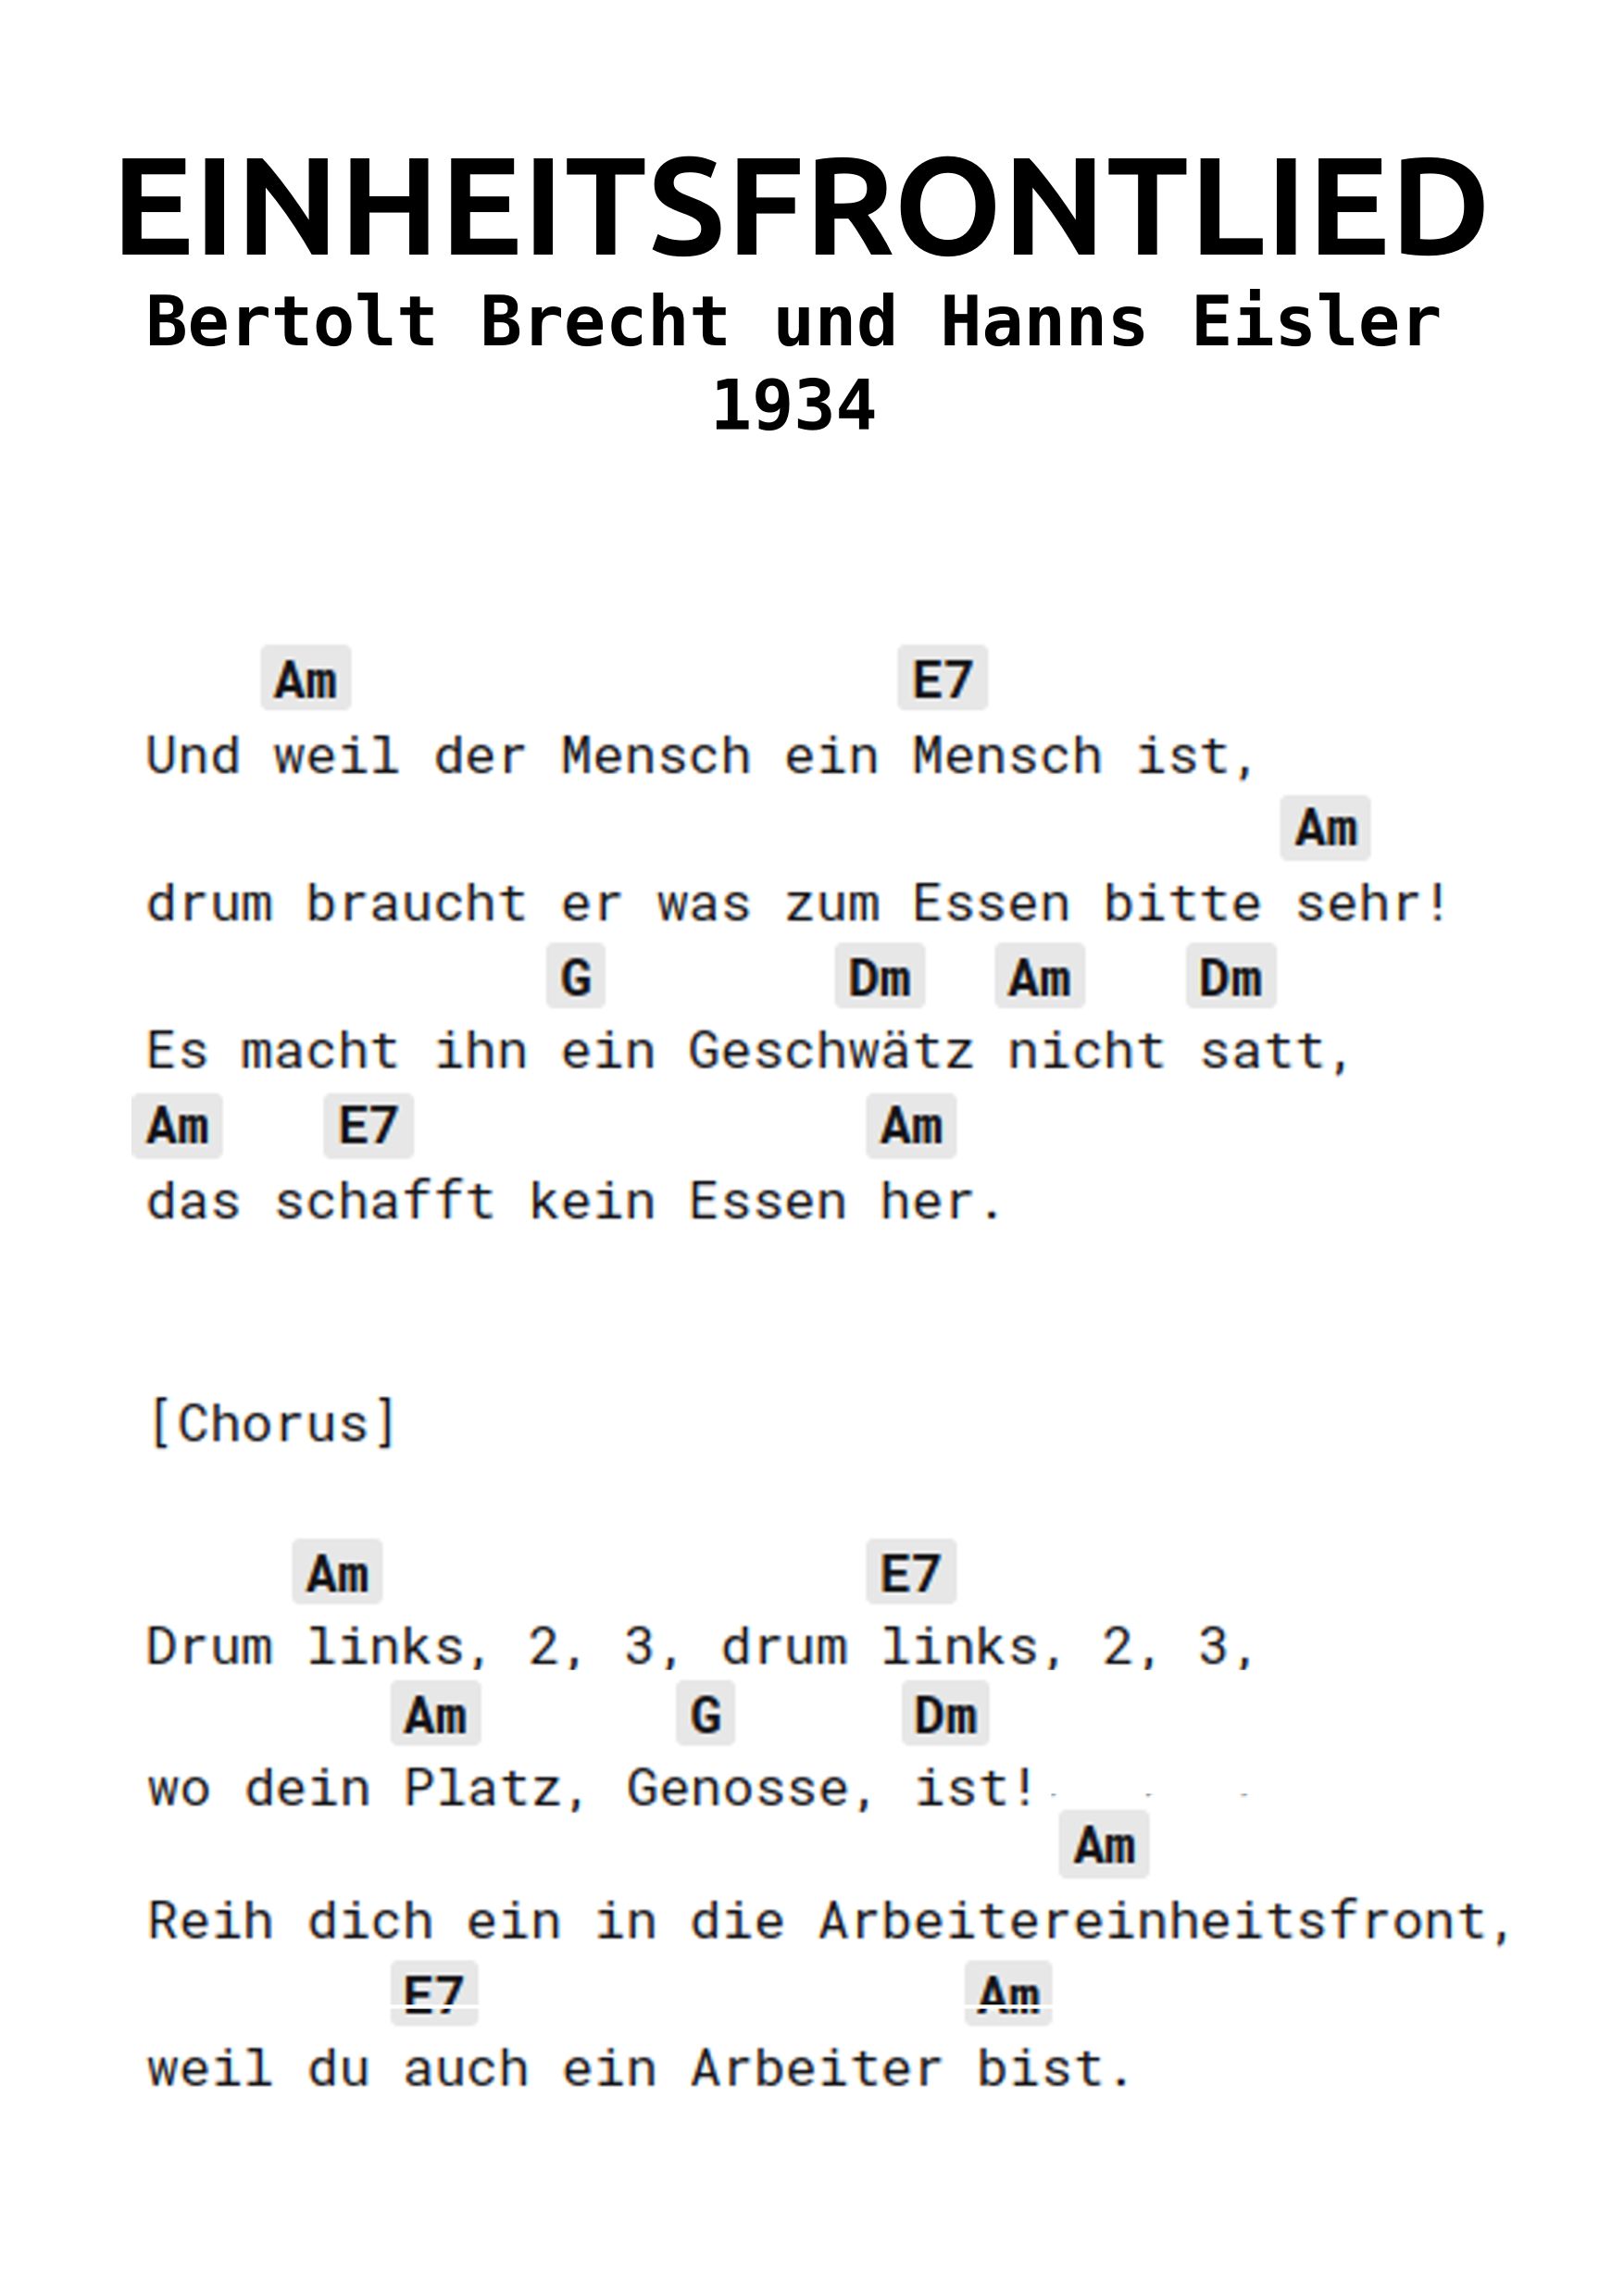 EINHEITSFRONTLIED
Bertolt Brecht und Hanns Eisler
1934
Am E7
Und weil der Mensch ein Mensch ist,
Am
drum braucht er was zum Essen bitte sehr!
G Dm Am Dm
Es macht ihn ein Geschwätz nicht satt,
Am E7 Am
das schafft kein Essen her.
[Chorus]
Am E7
Drum links, 2, 3, drum links, 2, 3,
Am G Dm
wo dein Platz, Genosse, ist!
Am
Reih dich ein in die Arbeitereinheitsfront,
E7 Am
weil du auch ein Arbeiter bist.